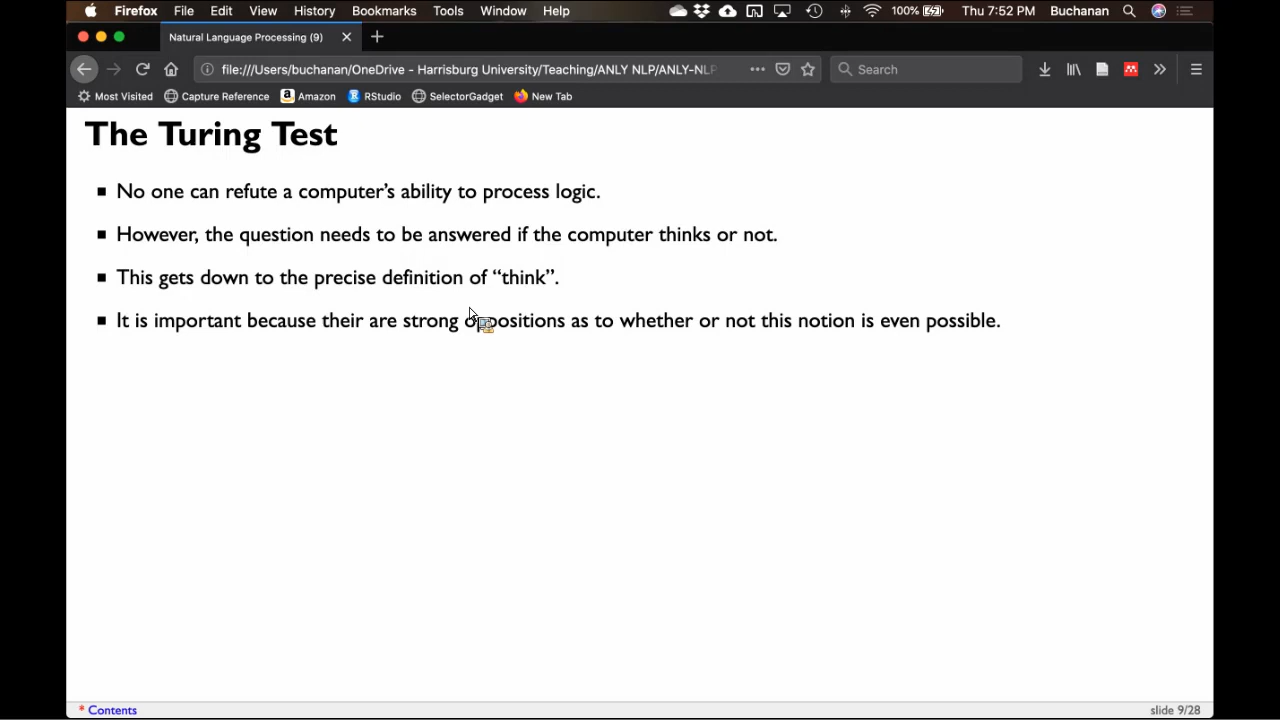 Firefox File Edit View History Bookmarks Tools Window Help 100% Thu 7:52 PM Buchanan
Natural Language Processing (9)
file:///Users/buchanan/OneDrive - Harrisburg University/Teaching/ANLY NLP/ANLY-NLP Search
Most Visited Capture Reference Amazon RStudio SelectorGadget New Tab
The Turing Test
No one can refute a computer’s ability to process logic.
However, the question needs to be answered if the computer thinks or not.
This gets down to the precise definition of “think”.
It is important because their are strong oppositions as to whether or not this notion is even possible.
* Contents slide 9/28